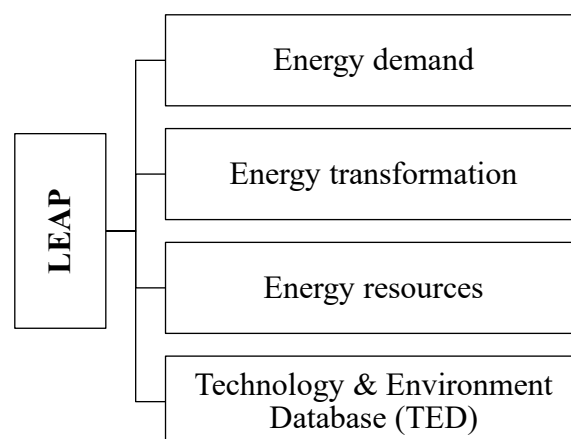 LEAP
Energy demand
Energy transformation
Energy resources
Technology & Environment
Database (TED)